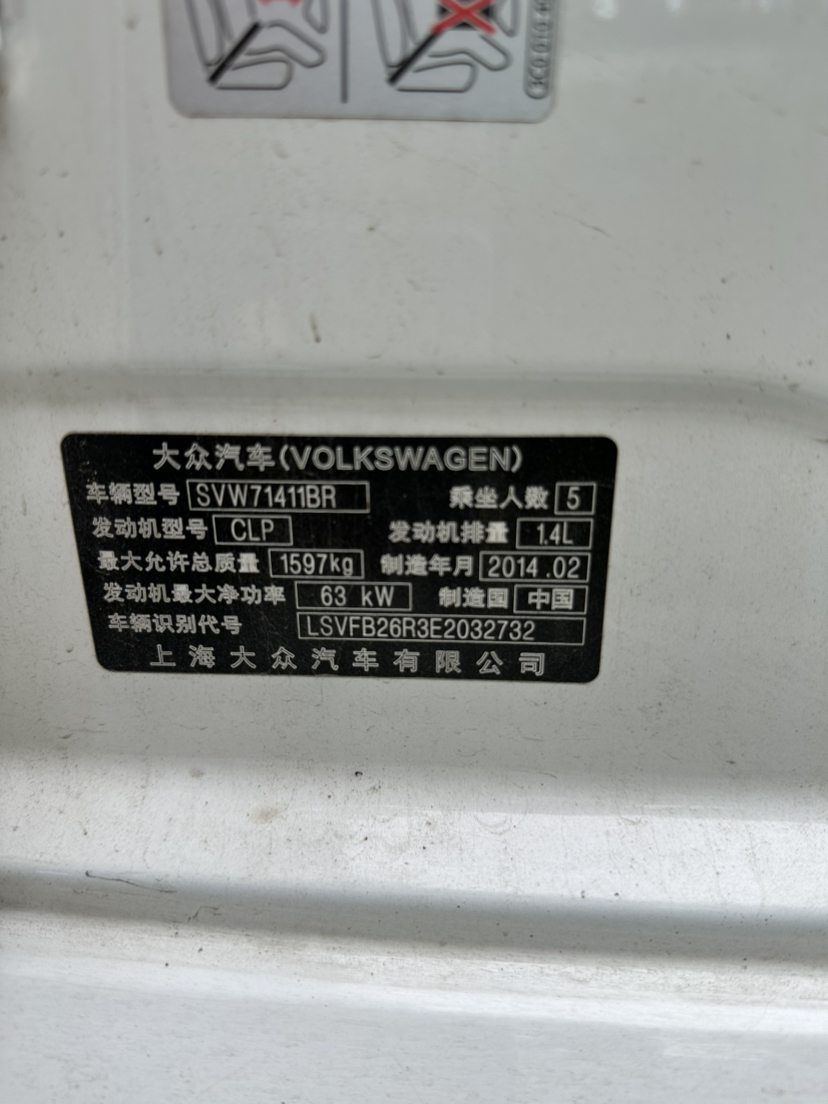 大众汽车(VOLKSWAGEN)
车辆型号 SVW71411BR 乘坐人数 5
发动机型号 CLP 发动机排量 1.4L
最大允许总质量 1597kg 制造年月 2014.02
发动机最大净功率 63 kW 制造国 中国
车辆识别代号 LSVFB26R3E2032732
上海大众汽车有限公司